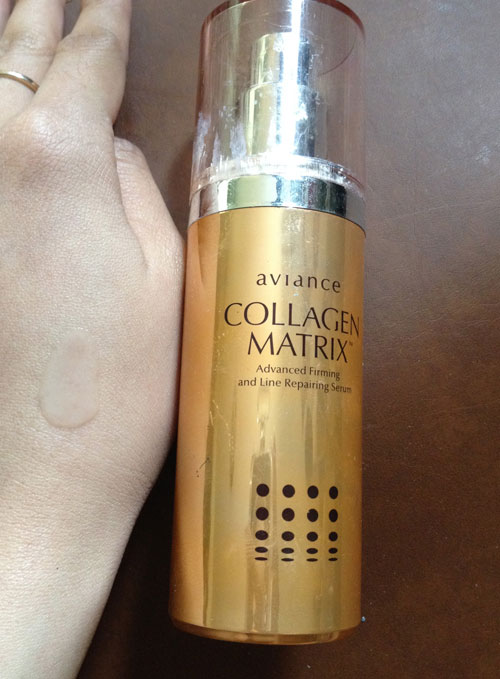 aviance
COLLAGEN
MATRIX™
Advanced Firming
and Line Repairing Serum